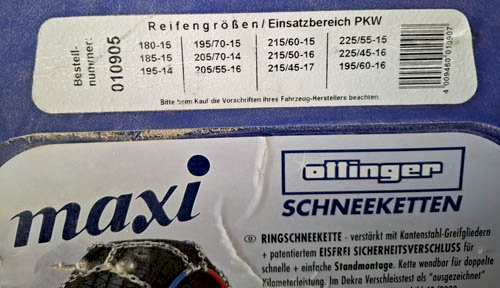 Reifengrößen/Einsatzbereich PKW
Bestell-
nummer:
010905
180-15 195/70-15 215/60-15 225/55-15
185-15 205/70-14 215/50-16 225/45-16
195-14 205/55-16 215/45-17 195/60-16
Bitte beim Kauf die Vorschriften Ihres Fahrzeug-Herstellers beachten.
4 009460 010907
maxi
ottinger
SCHNEEKETTEN
D RINGSCHNEEKETTE - verstärkt mit Kantenstahl-Greifgliedern
+ patentiertem EISFREI SICHERHEITSVERSCHLUSS für
schnelle + einfache Standmontage. Kette wendbar für doppelte
Kilometerleistung. Im Dekra Verschleisstest als "ausgezeichnet"